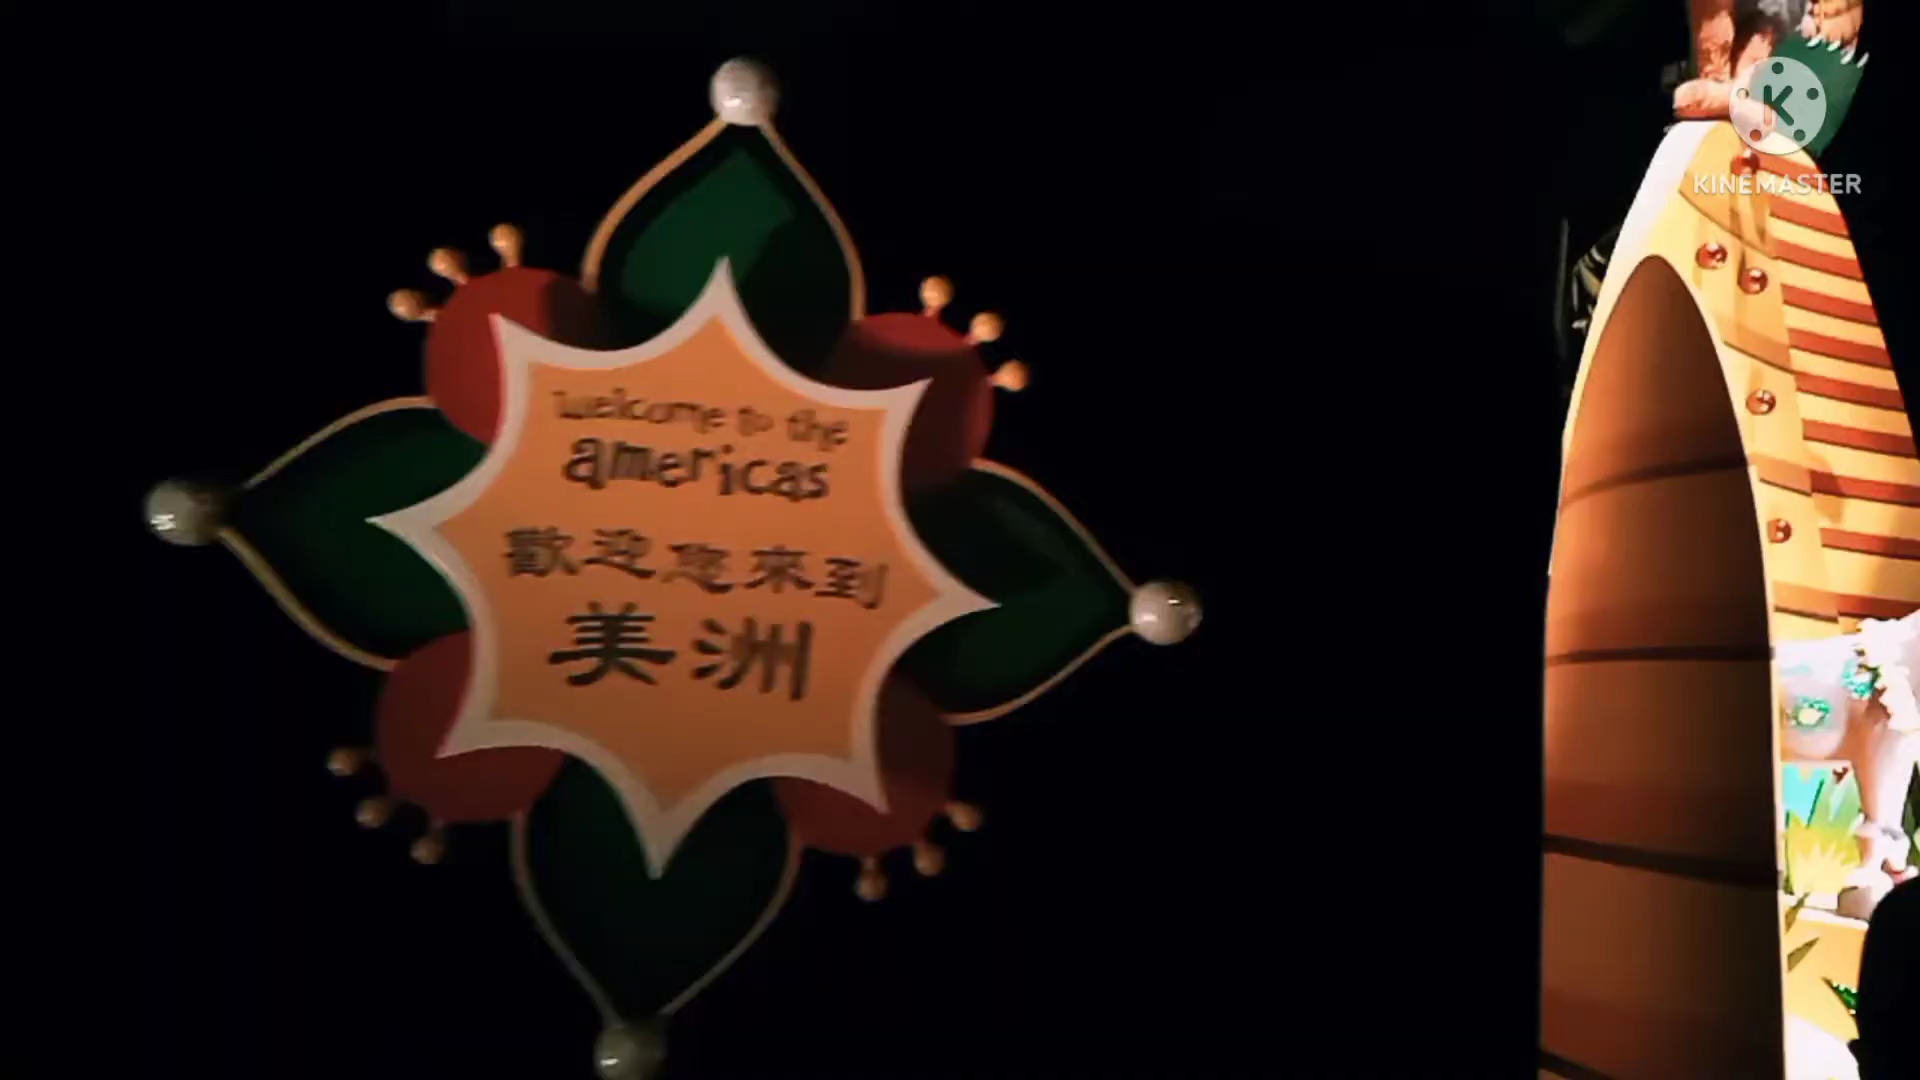 welcome to the
americas
歡迎您來到
美洲
K
KINEMASTER